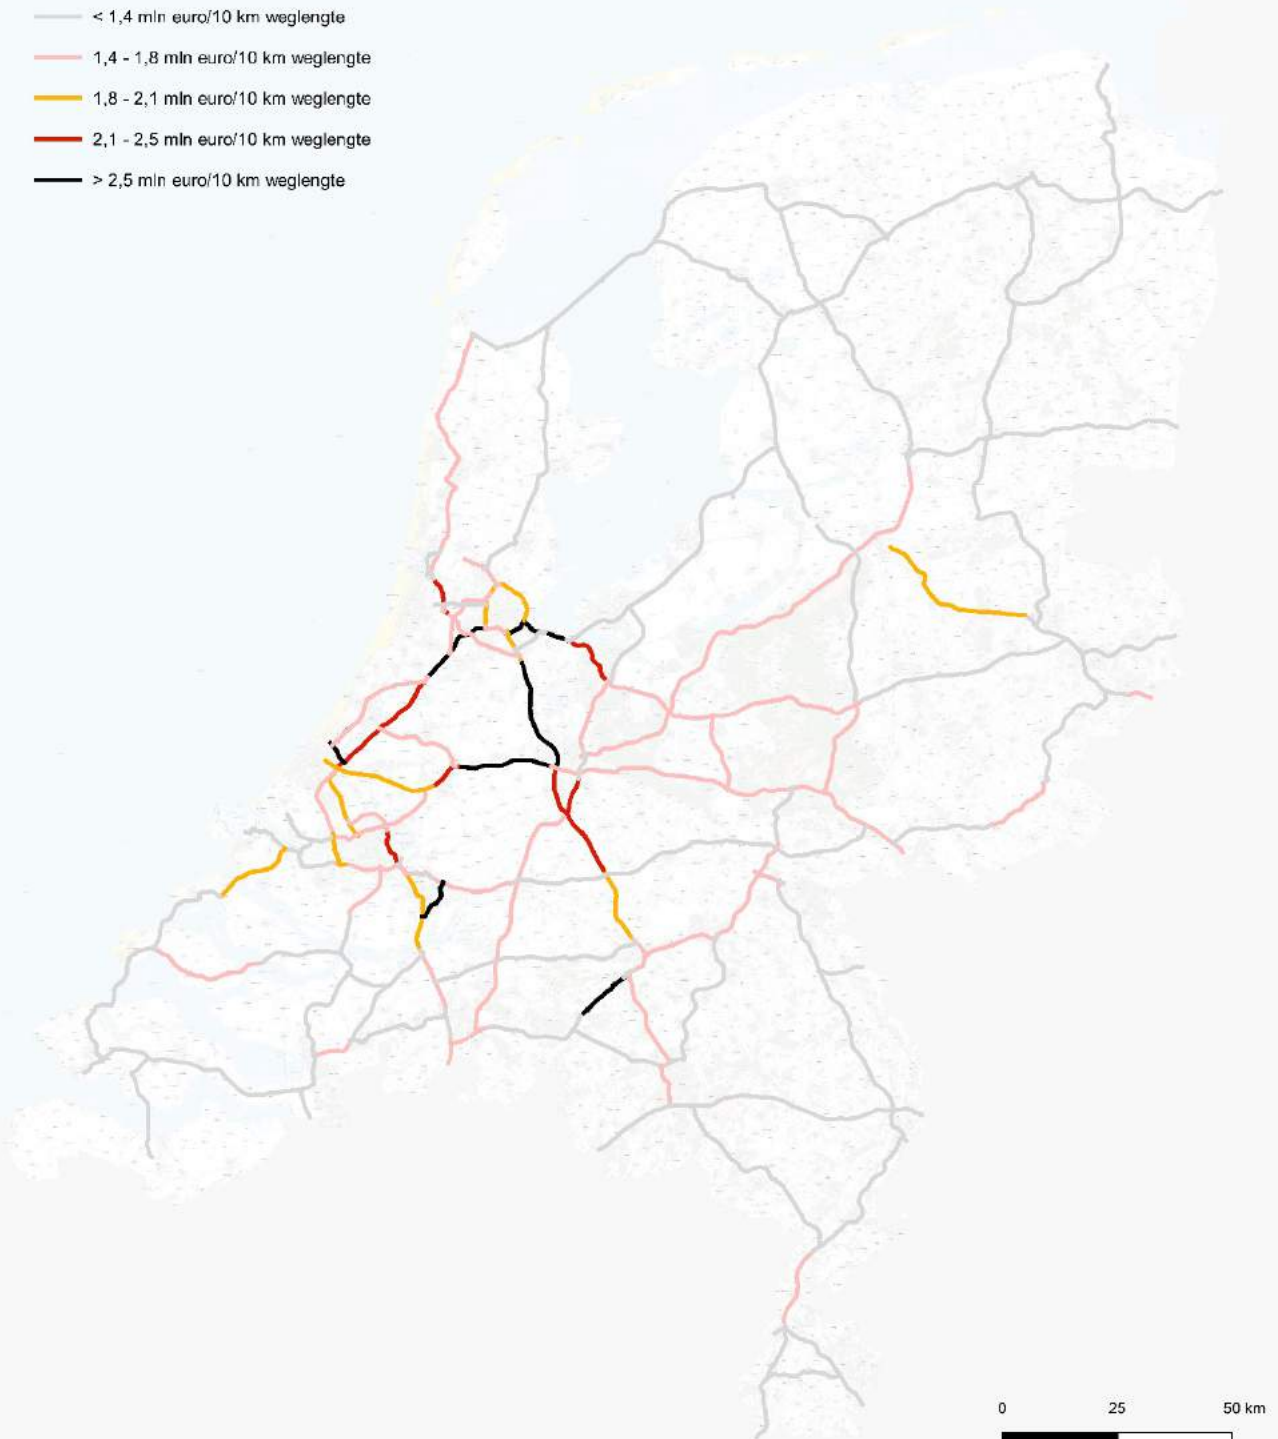 < 1,4 mln euro/10 km weglengte
1,4 - 1,8 mln euro/10 km weglengte
1,8 - 2,1 mln euro/10 km weglengte
2,1 - 2,5 mln euro/10 km weglengte
> 2,5 mln euro/10 km weglengte
0 25 50 km